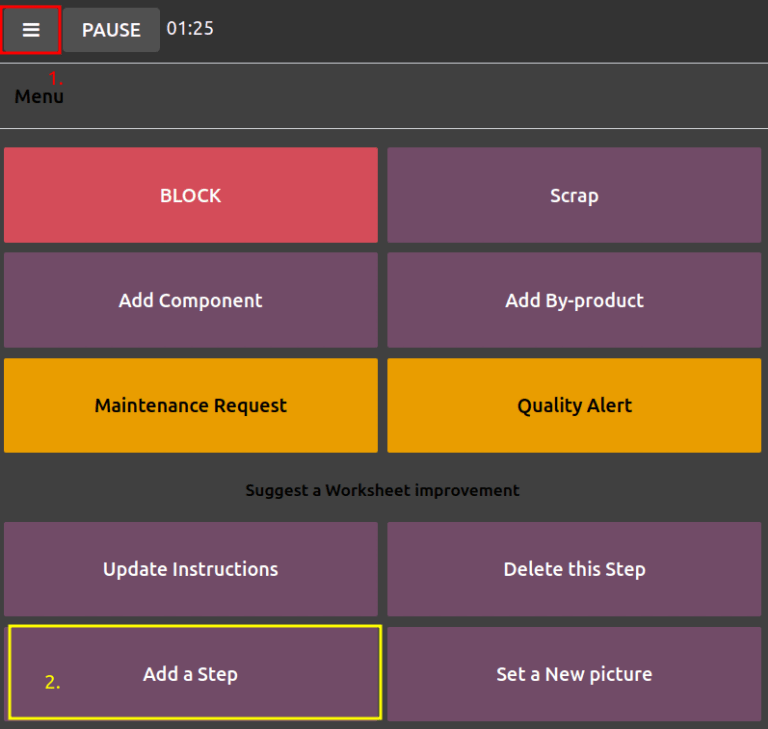 PAUSE 01:25
1.
Menu
BLOCK Scrap
Add Component Add By-product
Maintenance Request Quality Alert
Suggest a Worksheet improvement
Update Instructions Delete this Step
2. Add a Step Set a New picture